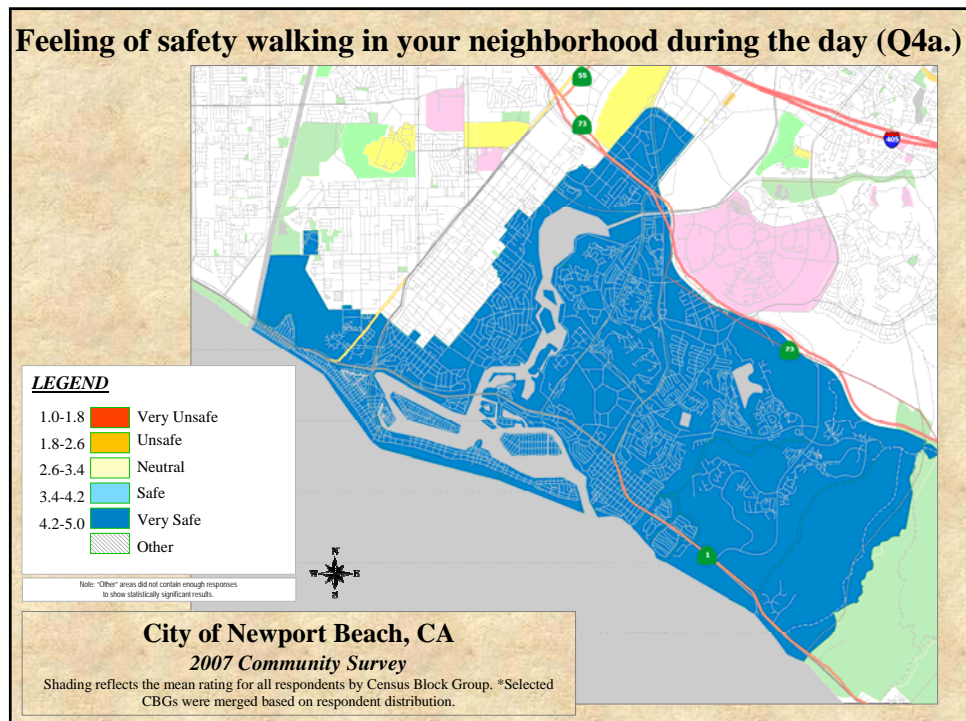 Feeling of safety walking in your neighborhood during the day (Q4a.)
55
73
405
73
1
LEGEND
1.0-1.8 Very Unsafe
1.8-2.6 Unsafe
2.6-3.4 Neutral
3.4-4.2 Safe
4.2-5.0 Very Safe
Other
Note: "Other" areas did not contain enough responses
to show statistically significant results.
N
W E
S
City of Newport Beach, CA
2007 Community Survey
Shading reflects the mean rating for all respondents by Census Block Group. *Selected
CBGs were merged based on respondent distribution.